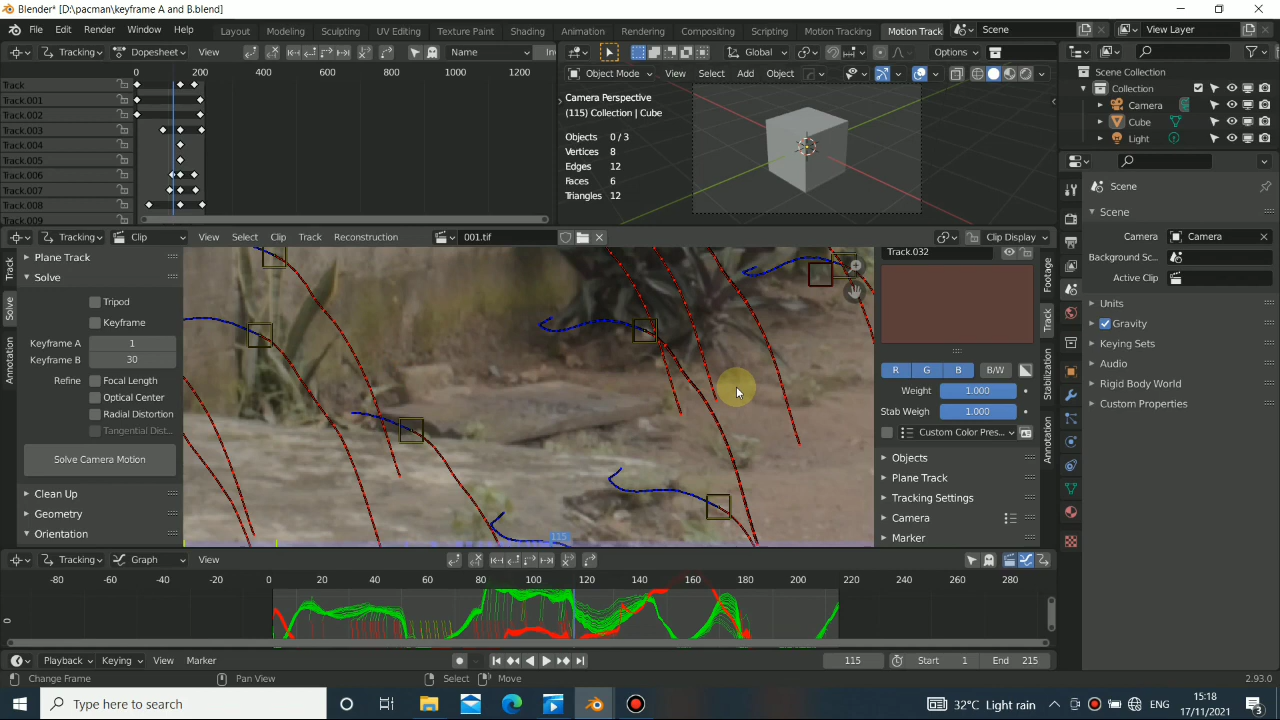 Blender* [D:\pacman\keyframe A and B.blend]
File Edit Render Window Help Layout Modeling Sculpting UV Editing Texture Paint Shading Animation Rendering Compositing Scripting Motion Tracking Motion Track Scene View Layer
Tracking Dopesheet View Name In
0 200 400 600 800 1000 1200
Track
Track.001
Track.002
Track.003
Track.004
Track.005
Track.006
Track.007
Track.008
Track.009
Global Options
Object Mode View Select Add Object
Camera Perspective
(115) Collection | Cube
Objects 0 / 3
Vertices 8
Edges 12
Faces 6
Triangles 12
Scene Collection
Collection
Camera
Cube
Light
Scene
Scene
Camera Camera
Background Sc...
Active Clip
Units
Gravity
Keying Sets
Audio
Rigid Body World
Custom Properties
Tracking Clip View Select Clip Track Reconstruction 001.tif Clip Display
Track
Solve
Annotation
Plane Track
Solve
Tripod
Keyframe
Keyframe A 1
Keyframe B 30
Refine Focal Length
Optical Center
Radial Distortion
Tangential Dist...
Solve Camera Motion
Clean Up
Geometry
Orientation
115
Track.032
R G B B/W
Weight 1.000
Stab Weigh 1.000
Custom Color Pres...
Objects
Plane Track
Tracking Settings
Camera
Marker
Footage
Track
Stabilization
Annotation
Tracking Graph View
-80 -60 -40 -20 0 20 40 60 80 100 120 140 160 180 200 220 240 260 280
0
Playback Keying View Marker 115 Start 1 End 215
Change Frame Pan View Select Move 2.93.0
Type here to search 32°C Light rain ENG 15:18
17/11/2021 3